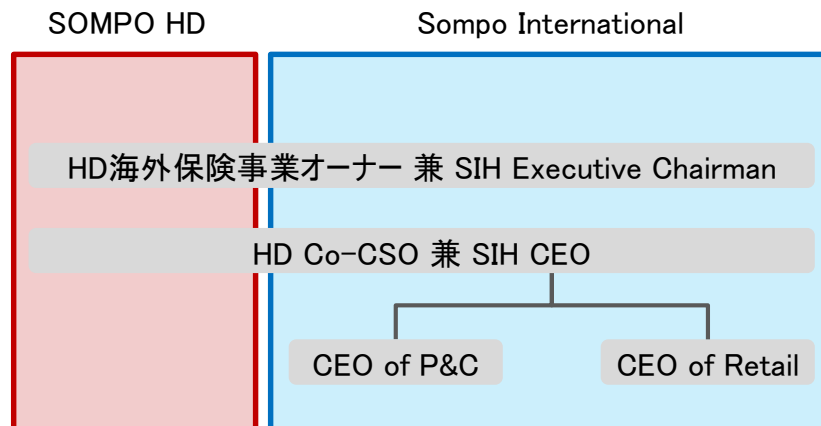 SOMPO HD
Sompo International
HD海外保険事業オーナー 兼 SIH Executive Chairman
HD Co-CSO 兼 SIH CEO
CEO of P&C
CEO of Retail